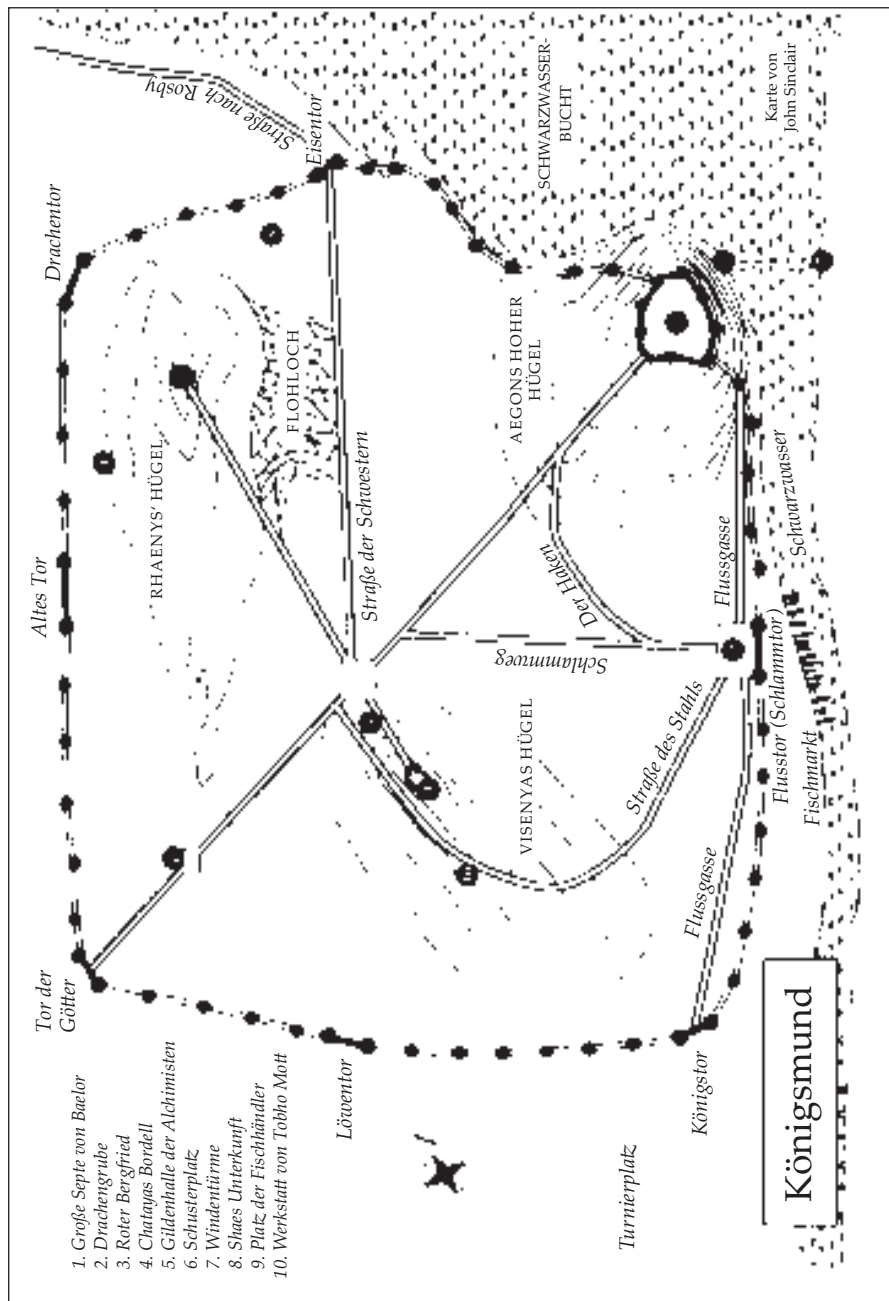 Königsmund
1. Große Septe von Baelor
2. Drachengrube
3. Roter Bergfried
4. Chatayas Bordell
5. Gildenhalle der Alchimisten
6. Schusterplatz
7. Windentürme
8. Shaes Unterkunft
9. Platz der Fischhändler
10. Werkstatt von Tobho Mott
Tor der
Götter
Altes Tor
Drachentor
Straße nach Rosby
Eisentor
RHAENYS’ HÜGEL
FLOHLOCH
Straße der Schwestern
Löwentor
VISENYAS HÜGEL
AEGONS HOHER
HÜGEL
SCHWARZWASSER-
BUCHT
Der Haken
Schlammweg
Straße des Stahls
Turnierplatz
Königstor
Flussgasse
Flussgasse
Flusstor (Schlammtor)
Fischmarkt
Schwarzwasser
Karte von
John Sinclair